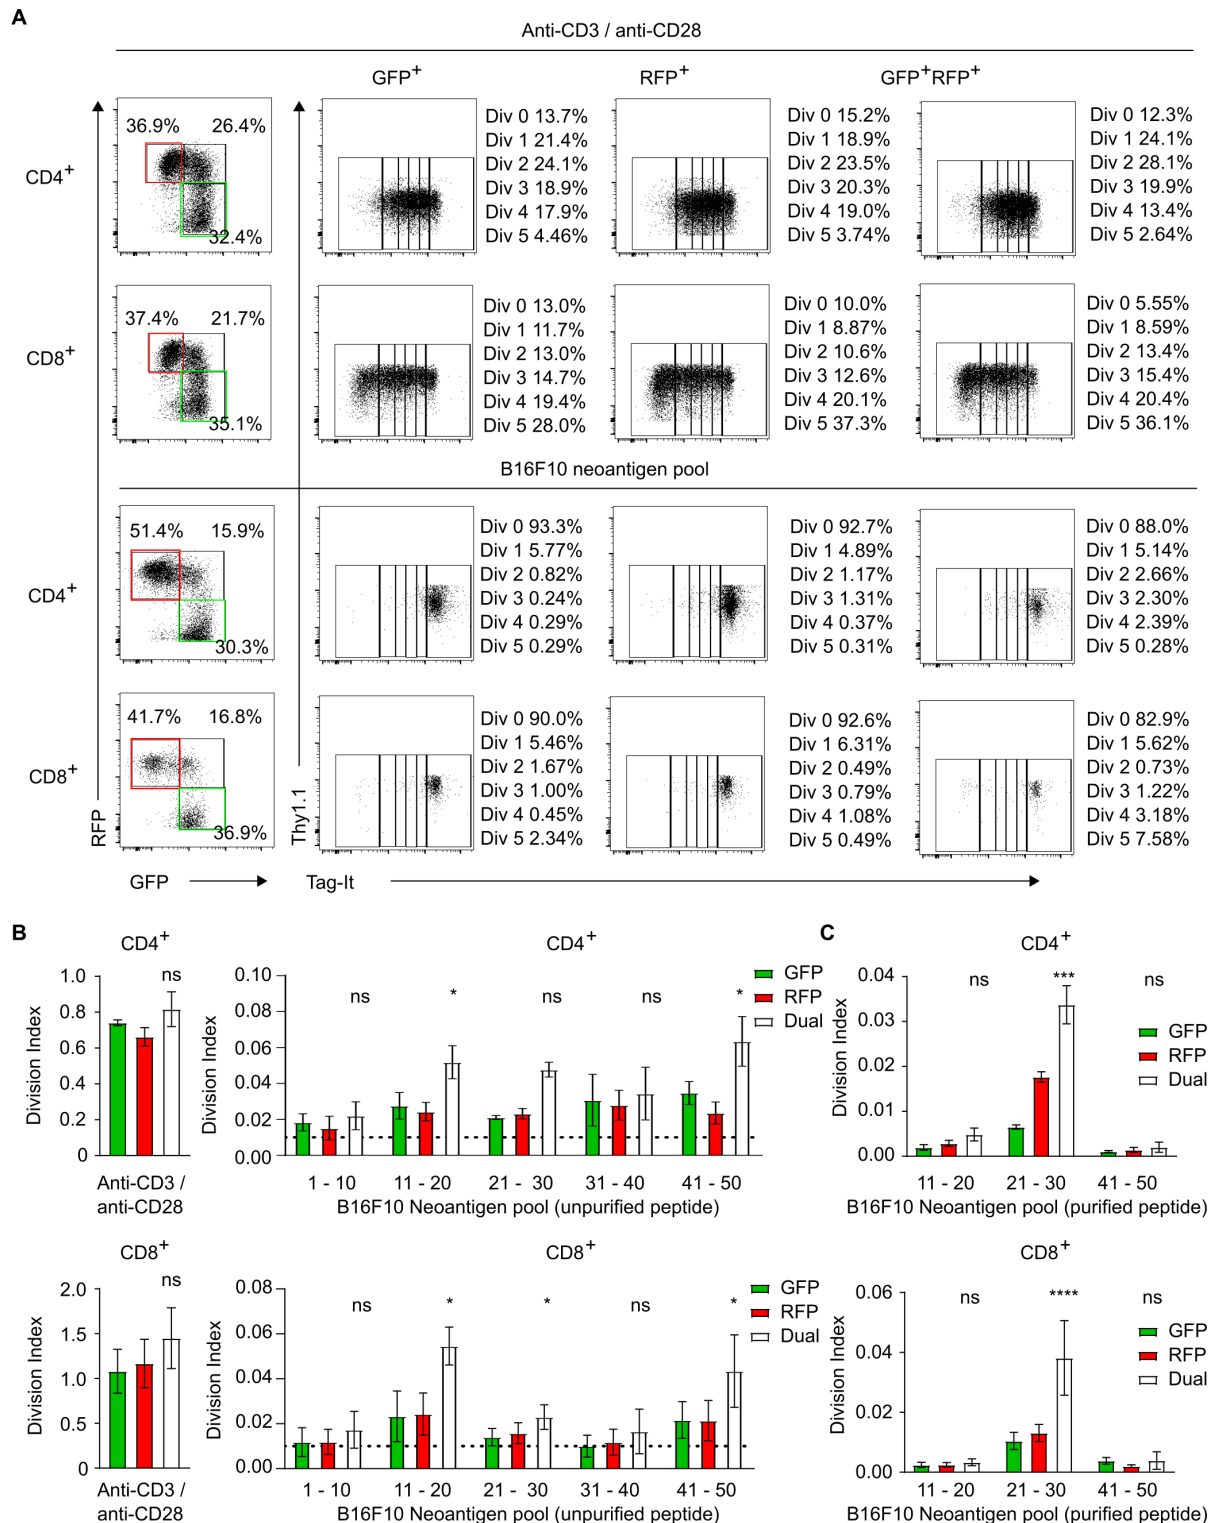 A
Anti-CD3 / anti-CD28
GFP+
RFP+
GFP+RFP+
CD4+
36.9%
26.4%
32.4%
Div 0 13.7%
Div 1 21.4%
Div 2 24.1%
Div 3 18.9%
Div 4 17.9%
Div 5 4.46%
Div 0 15.2%
Div 1 18.9%
Div 2 23.5%
Div 3 20.3%
Div 4 19.0%
Div 5 3.74%
Div 0 12.3%
Div 1 24.1%
Div 2 28.1%
Div 3 19.9%
Div 4 13.4%
Div 5 2.64%
CD8+
37.4%
21.7%
35.1%
Div 0 13.0%
Div 1 11.7%
Div 2 13.0%
Div 3 14.7%
Div 4 19.4%
Div 5 28.0%
Div 0 10.0%
Div 1 8.87%
Div 2 10.6%
Div 3 12.6%
Div 4 20.1%
Div 5 37.3%
Div 0 5.55%
Div 1 8.59%
Div 2 13.4%
Div 3 15.4%
Div 4 20.4%
Div 5 36.1%
B16F10 neoantigen pool
CD4+
51.4%
15.9%
30.3%
Div 0 93.3%
Div 1 5.77%
Div 2 0.82%
Div 3 0.24%
Div 4 0.29%
Div 5 0.29%
Div 0 92.7%
Div 1 4.89%
Div 2 1.17%
Div 3 1.31%
Div 4 0.37%
Div 5 0.31%
Div 0 88.0%
Div 1 5.14%
Div 2 2.66%
Div 3 2.30%
Div 4 2.39%
Div 5 0.28%
CD8+
41.7%
16.8%
36.9%
Div 0 90.0%
Div 1 5.46%
Div 2 1.67%
Div 3 1.00%
Div 4 0.45%
Div 5 2.34%
Div 0 92.6%
Div 1 6.31%
Div 2 0.49%
Div 3 0.79%
Div 4 1.08%
Div 5 0.49%
Div 0 82.9%
Div 1 5.62%
Div 2 0.73%
Div 3 1.22%
Div 4 3.18%
Div 5 7.58%
RFP
Thy1.1
GFP
Tag-It
B
CD4+
Division Index
1.0
0.8
0.6
0.4
0.2
0
ns
Anti-CD3 /
anti-CD28
CD4+
Division Index
0.10
0.08
0.06
0.04
0.02
0.00
ns
*
ns
ns
*
GFP
RFP
Dual
1 - 10
11 - 20
21 - 30
31 - 40
41 - 50
B16F10 Neoantigen pool (unpurified peptide)
C
CD4+
Division Index
0.04
0.03
0.02
0.01
0.00
ns
***
ns
GFP
RFP
Dual
11 - 20
21 - 30
41 - 50
B16F10 Neoantigen pool (purified peptide)
CD8+
Division Index
2.0
1.5
1.0
0.5
0
ns
Anti-CD3 /
anti-CD28
CD8+
Division Index
0.08
0.06
0.04
0.02
0.00
ns
*
*
ns
*
GFP
RFP
Dual
1 - 10
11 - 20
21 - 30
31 - 40
41 - 50
B16F10 Neoantigen pool (unpurified peptide)
CD8+
Division Index
0.06
0.04
0.02
0.00
ns
****
ns
GFP
RFP
Dual
11 - 20
21 - 30
41 - 50
B16F10 Neoantigen pool (purified peptide)